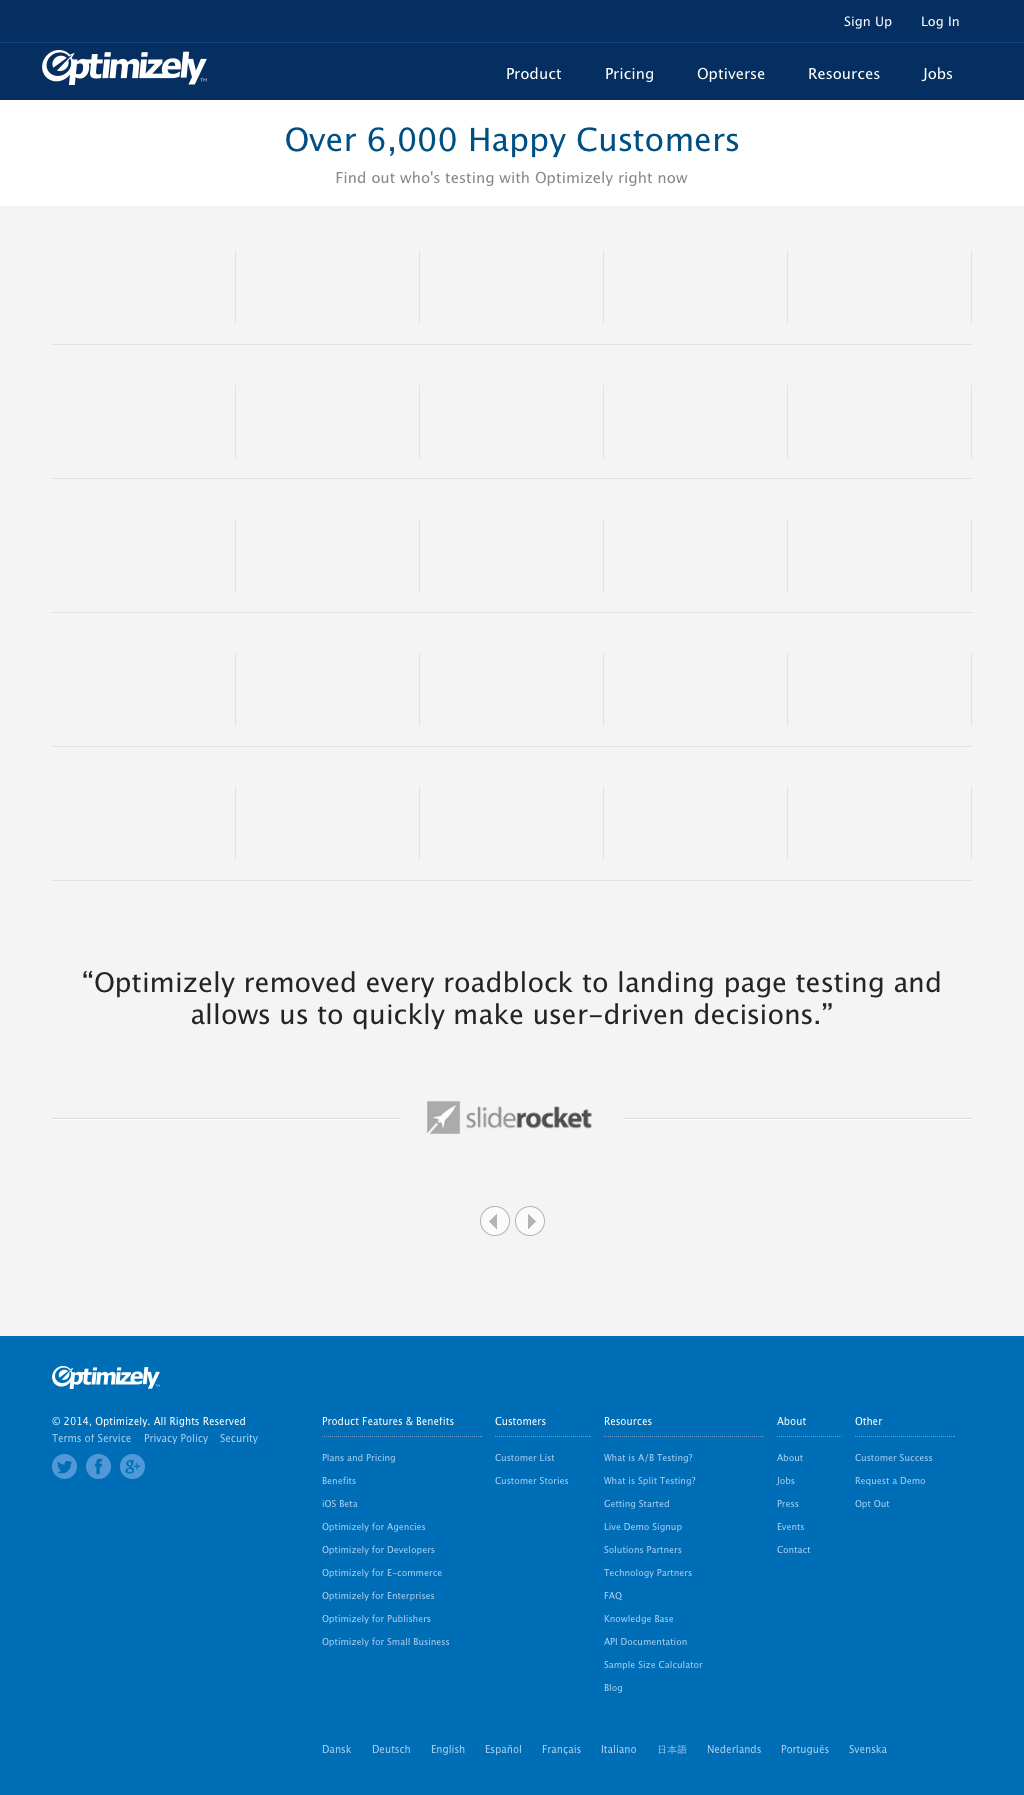 Sign Up Log In
Optimizely™
Product Pricing Optiverse Resources Jobs
Over 6,000 Happy Customers
Find out who's testing with Optimizely right now
“Optimizely removed every roadblock to landing page testing and
allows us to quickly make user-driven decisions.”
sliderocket
Optimizely
© 2014, Optimizely. All Rights Reserved
Terms of Service Privacy Policy Security
Product Features & Benefits
Plans and Pricing
Benefits
iOS Beta
Optimizely for Agencies
Optimizely for Developers
Optimizely for E-commerce
Optimizely for Enterprises
Optimizely for Publishers
Optimizely for Small Business
Customers
Customer List
Customer Stories
Resources
What is A/B Testing?
What is Split Testing?
Getting Started
Live Demo Signup
Solutions Partners
Technology Partners
FAQ
Knowledge Base
API Documentation
Sample Size Calculator
Blog
About
About
Jobs
Press
Events
Contact
Other
Customer Success
Request a Demo
Opt Out
Dansk Deutsch English Español Français Italiano 日本語 Nederlands Português Svenska